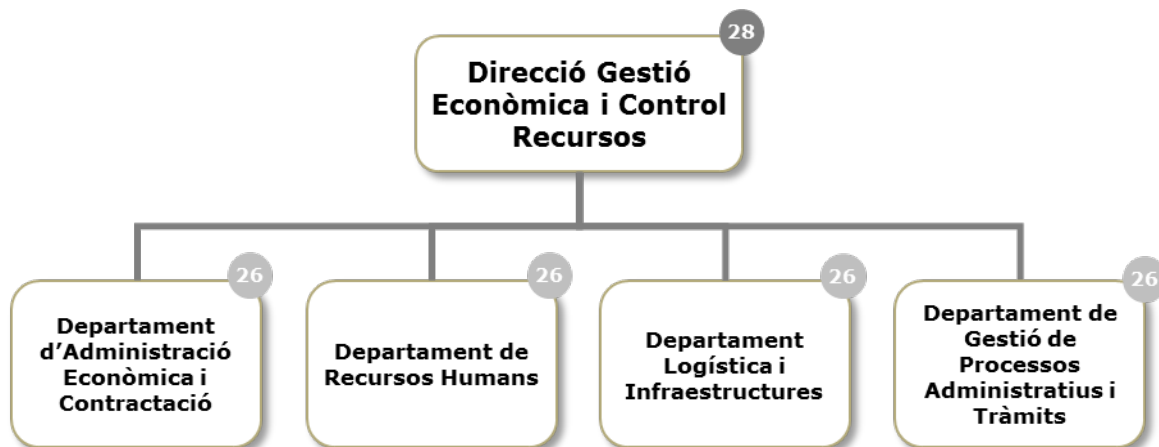 28
Direcció Gestió
Econòmica i Control
Recursos
26
Departament
d’Administració
Econòmica i
Contractació
26
Departament de
Recursos Humans
26
Departament
Logística i
Infraestructures
26
Departament de
Gestió de
Processos
Administratius i
Tràmits